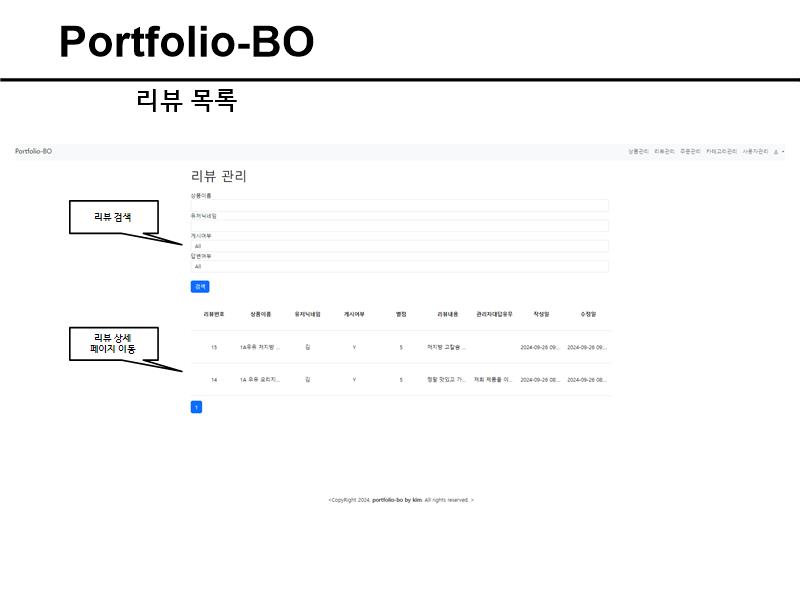 Portfolio-BO
리뷰 목록
Portfolio-BO
상품관리 리뷰관리 주문관리 카테고리관리 사용자관리
리뷰 관리
상품이름
리뷰 검색
유저닉네임
게시여부
All
답변여부
All
검색
리뷰번호 상품이름 유저닉네임 게시여부 별점 리뷰내용 관리자대답유무 작성일 수정일
리뷰 상세
페이지 이동
15 1A우유 저지방 ... 김 Y 5 저지방 고칼슘 ... 2024-09-26 09:... 2024-09-26 09:...
14 1A 우유 오리지... 김 Y 5 정말 맛있고 가... 저희 제품을 이... 2024-09-26 08:... 2024-09-26 08:...
1
<CopyRight 2024. portfolio-bo by kim. All rights reserved. >